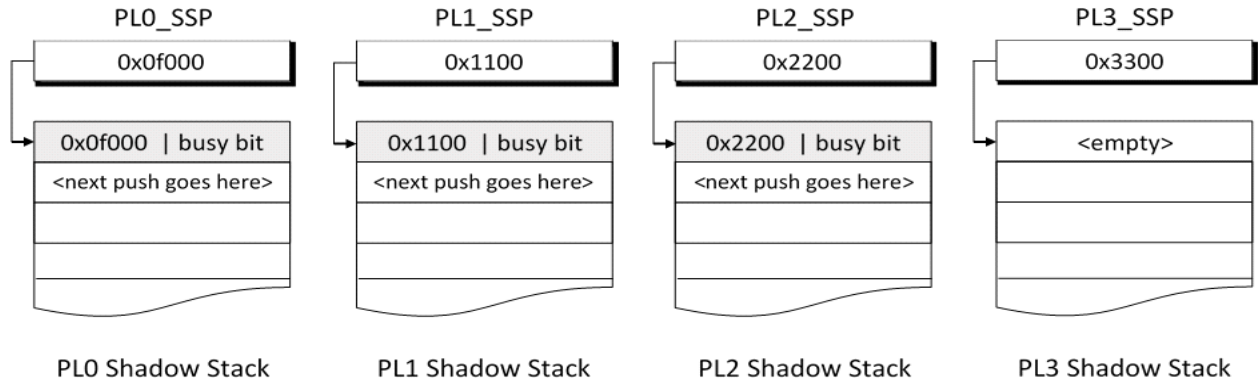 PL0_SSP PL1_SSP PL2_SSP PL3_SSP
0x0f000 0x1100 0x2200 0x3300
0x0f000 | busy bit 0x1100 | busy bit 0x2200 | busy bit <empty>
<next push goes here> <next push goes here> <next push goes here>
PL0 Shadow Stack PL1 Shadow Stack PL2 Shadow Stack PL3 Shadow Stack